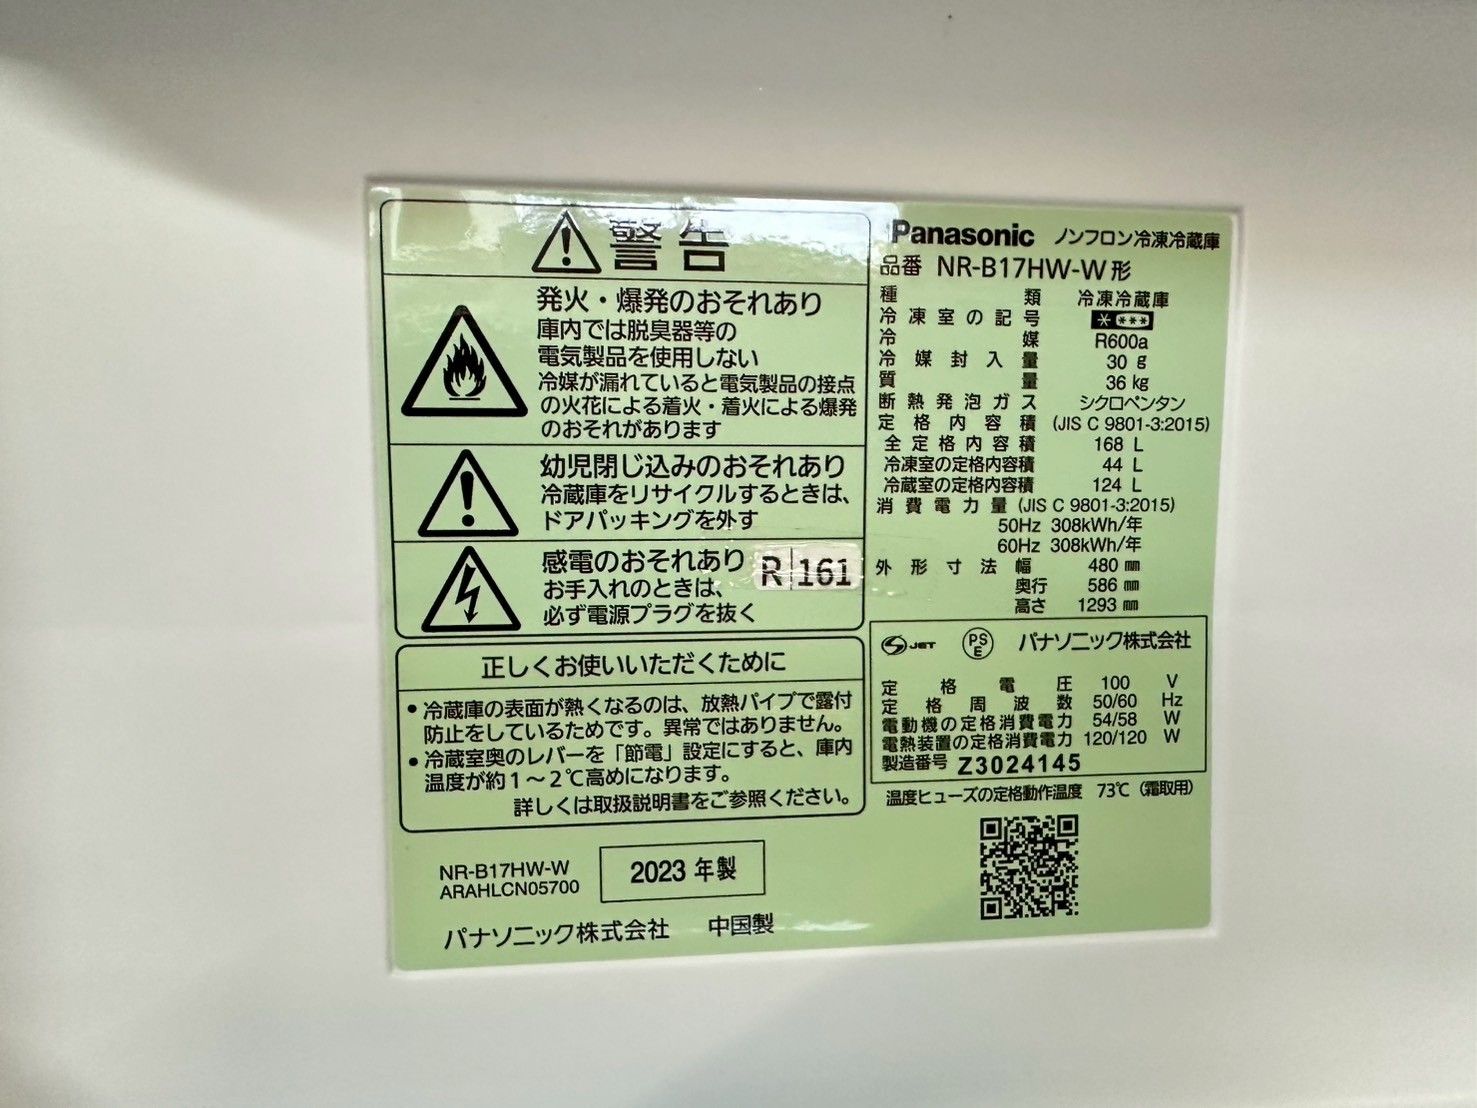 警告
発火・爆発のおそれあり
庫内では脱臭器等の
電気製品を使用しない
冷媒が漏れていると電気製品の接点
の火花による着火・着火による爆発
のおそれがあります
幼児閉じ込みのおそれあり
冷蔵庫をリサイクルするときは、
ドアパッキングを外す
感電のおそれあり
お手入れのときは、
必ず電源プラグを抜く
R 161
正しくお使いいただくために
• 冷蔵庫の表面が熱くなるのは、放熱パイプで露付
防止をしているためです。異常ではありません。
• 冷蔵室奥のレバーを「節電」設定にすると、庫内
温度が約1～2℃高めになります。
詳しくは取扱説明書をご参照ください。
NR-B17HW-W
ARAHLCN05700
2023 年製
パナソニック株式会社 中国製
Panasonic ノンフロン冷凍冷蔵庫
品番 NR-B17HW-W形
種類 冷凍冷蔵庫
冷凍室の記号 * ***
冷媒 R600a
冷媒封入量 30 g
質量 36 kg
断熱発泡ガス シクロペンタン
定格内容積 (JIS C 9801-3:2015)
全定格内容積 168 L
冷凍室の定格内容積 44 L
冷蔵室の定格内容積 124 L
消費電力量 (JIS C 9801-3:2015)
50Hz 308kWh/年
60Hz 308kWh/年
外形寸法 幅 480 mm
奥行 586 mm
高さ 1293 mm
S JET PS E パナソニック株式会社
定格電圧 100 V
定格周波数 50/60 Hz
電動機の定格消費電力 54/58 W
電熱装置の定格消費電力 120/120 W
製造番号 Z3024145
温度ヒューズの定格動作温度 73℃（霜取用）